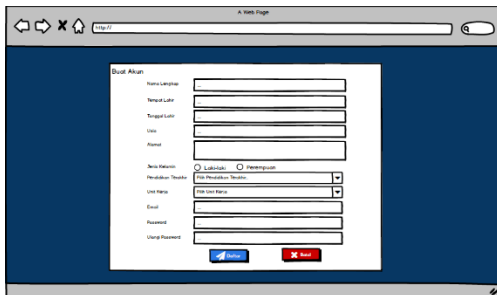 A Web Page
http://
Buat Akun
Nama Lengkap
...
Tempat Lahir
...
Tanggal Lahir
...
Usia
...
Alamat
Jenis Kelamin
Laki-laki
Perempuan
Pendidikan Terakhir
Pilih Pendidikan Terakhir
Unit Kerja
Pilih Unit Kerja
Email
...
Password
...
Ulangi Password
...
Daftar
Batal